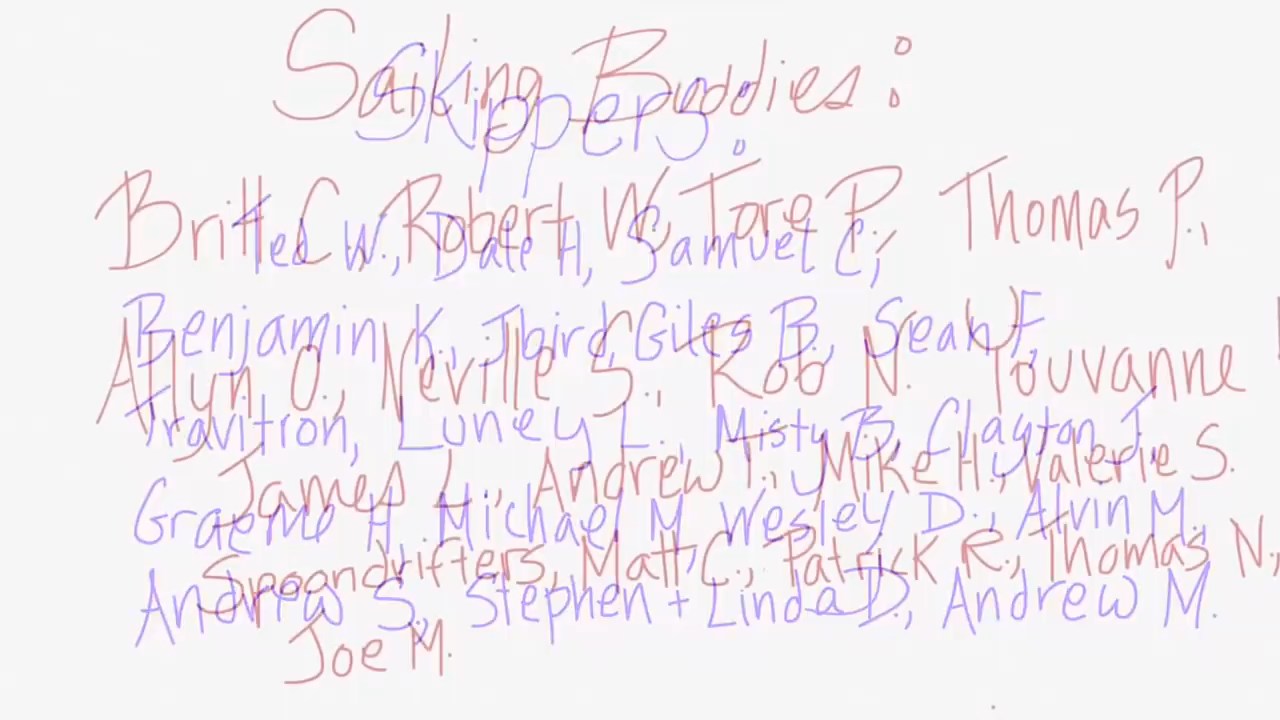 Sailing Buddies:
Skippers:
Britt C, Robert W, Tore P., Thomas P.,
Ted W., Dale H, Samuel C,
Benjamin K., Jbird, Giles B., Sean F,
Allyn O., Neville S., Rob N. Youvanne
Travitron, Luney L., Misty B, Clayton J,
James L, Andrew T., Mike H., Valerie S.
Graeme H, Michael M, Wesley D., Alvin M.,
Spoondrifters, Matt C., Patrick R., Thomas N,
Andrew S., Stephen + Linda D., Andrew M.
Joe M.